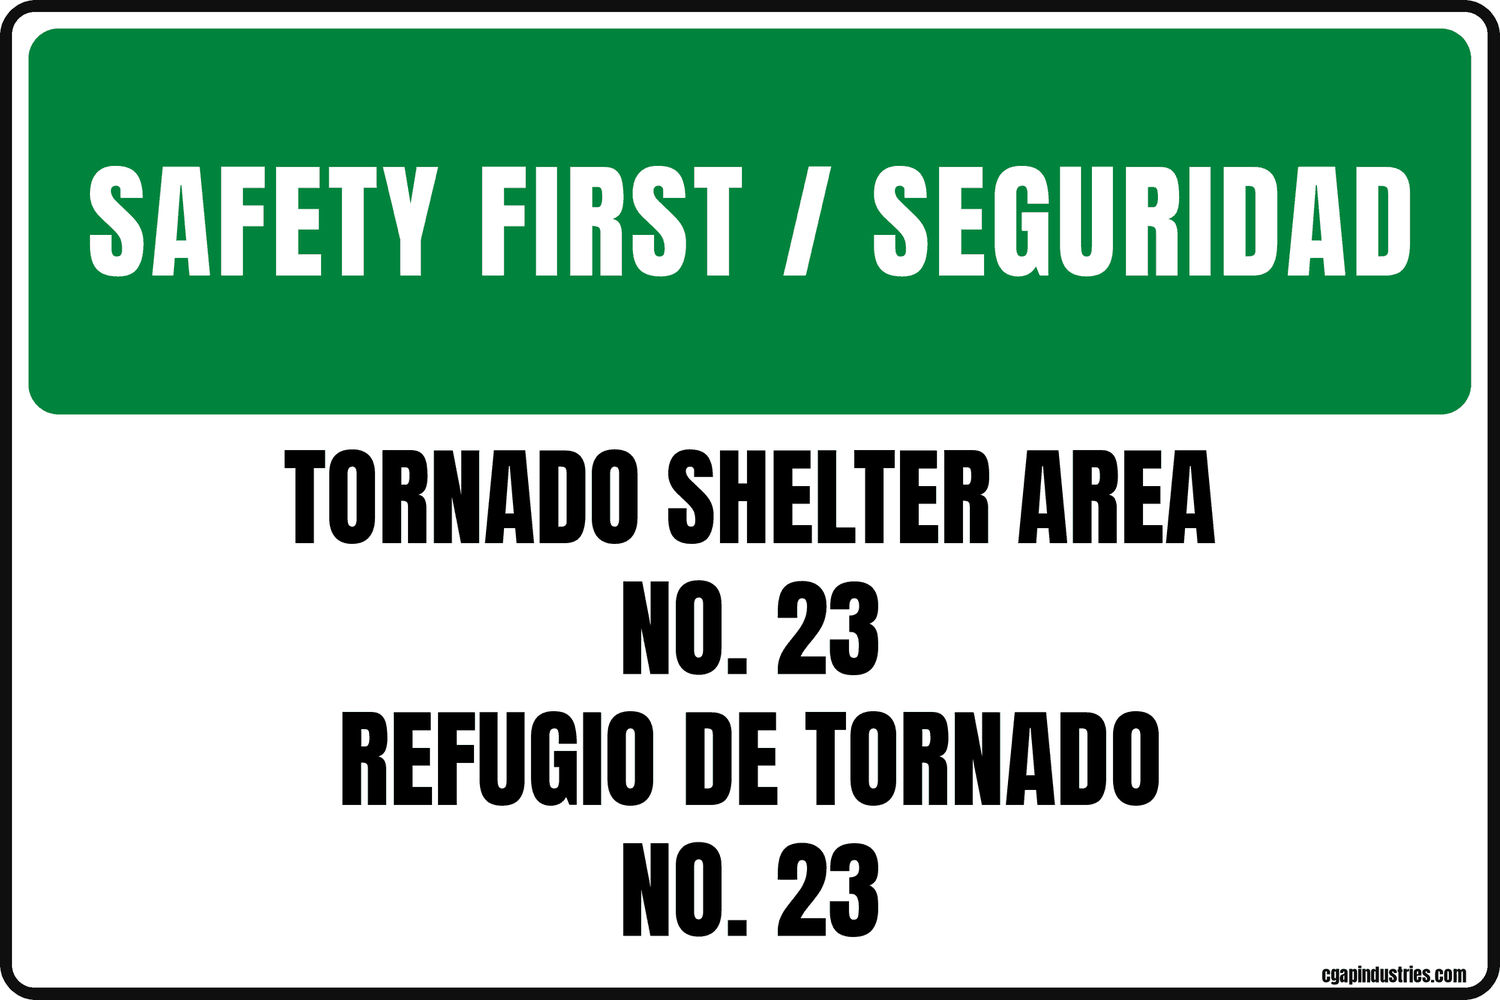 SAFETY FIRST / SEGURIDAD
TORNADO SHELTER AREA
NO. 23
REFUGIO DE TORNADO
NO. 23
cgapindustries.com